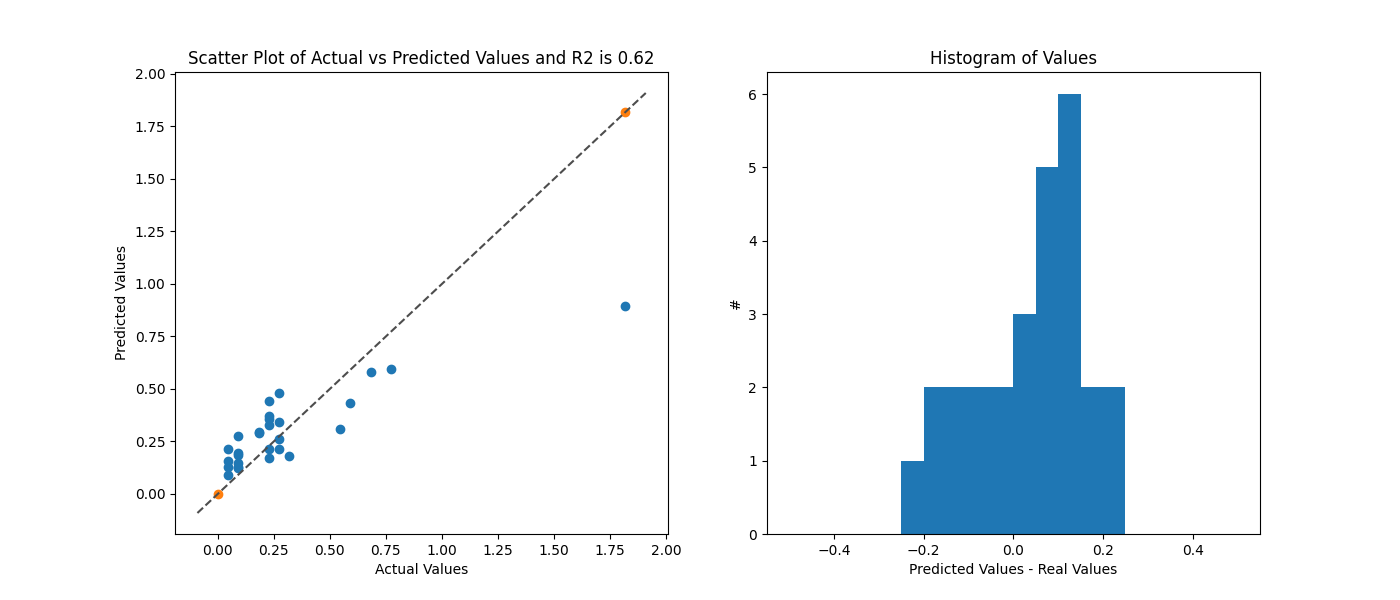 Scatter Plot of Actual vs Predicted Values and R2 is 0.62
2.00
1.75
1.50
1.25
1.00
0.75
0.50
0.25
0.00
Predicted Values
0.00 0.25 0.50 0.75 1.00 1.25 1.50 1.75 2.00
Actual Values
Histogram of Values
6
5
4
3
2
1
0
#
−0.4 −0.2 0.0 0.2 0.4
Predicted Values - Real Values